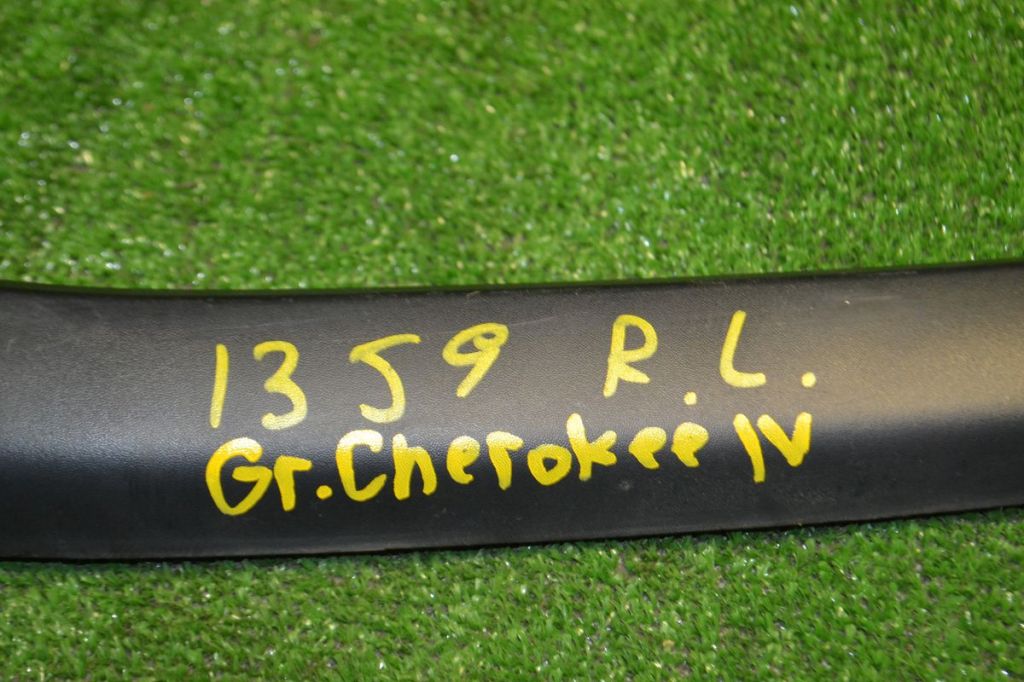 1359 R.L.
Gr.Cherokee IV